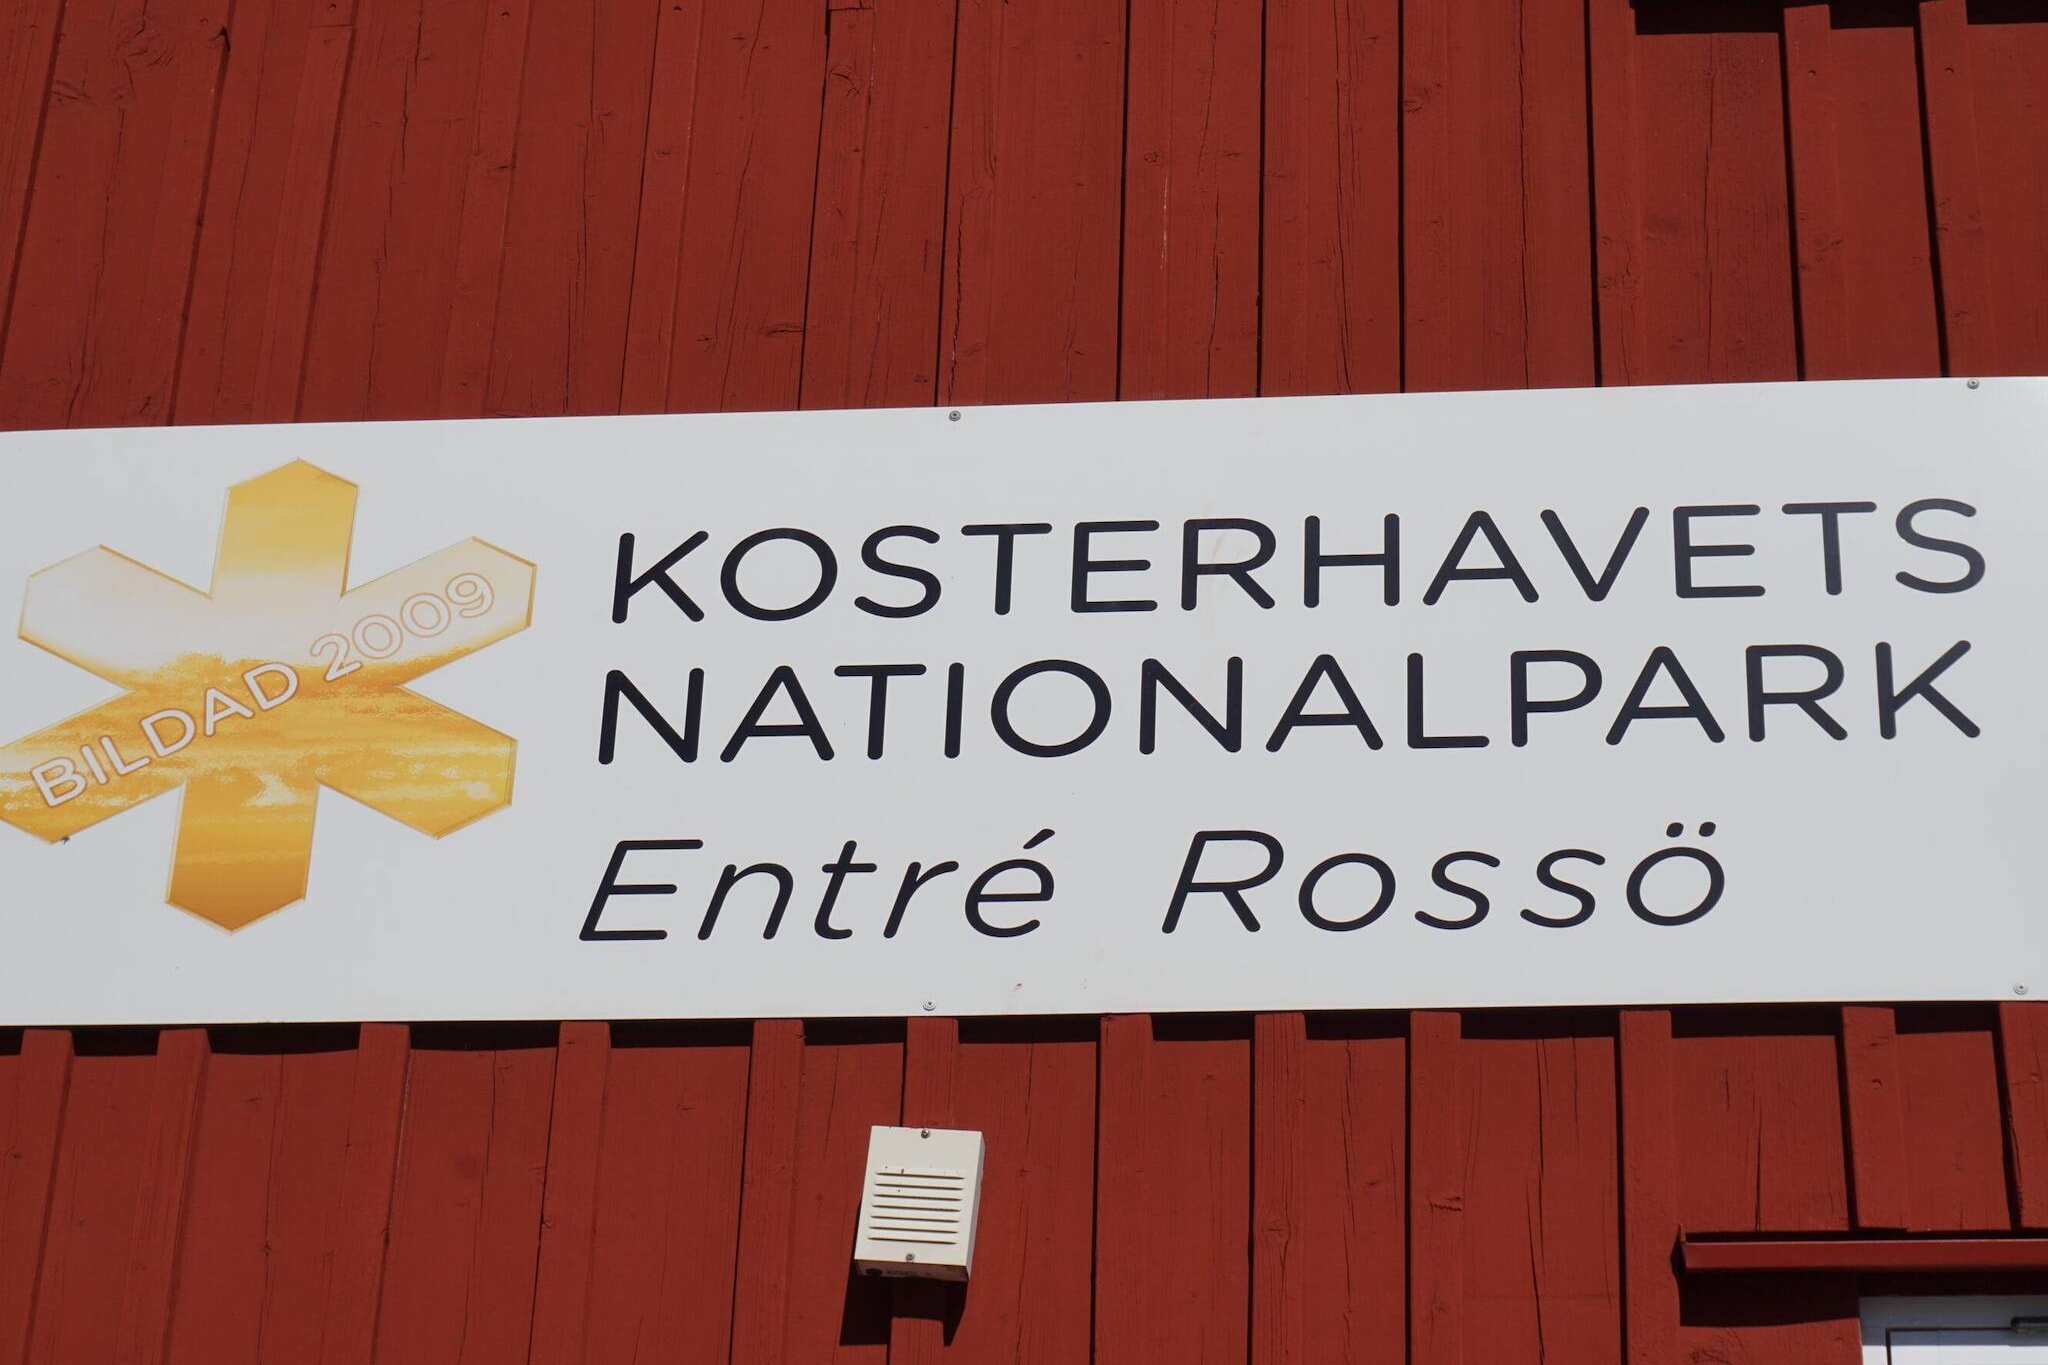 BILDAD 2009
KOSTERHAVETS
NATIONALPARK
Entré Rossö